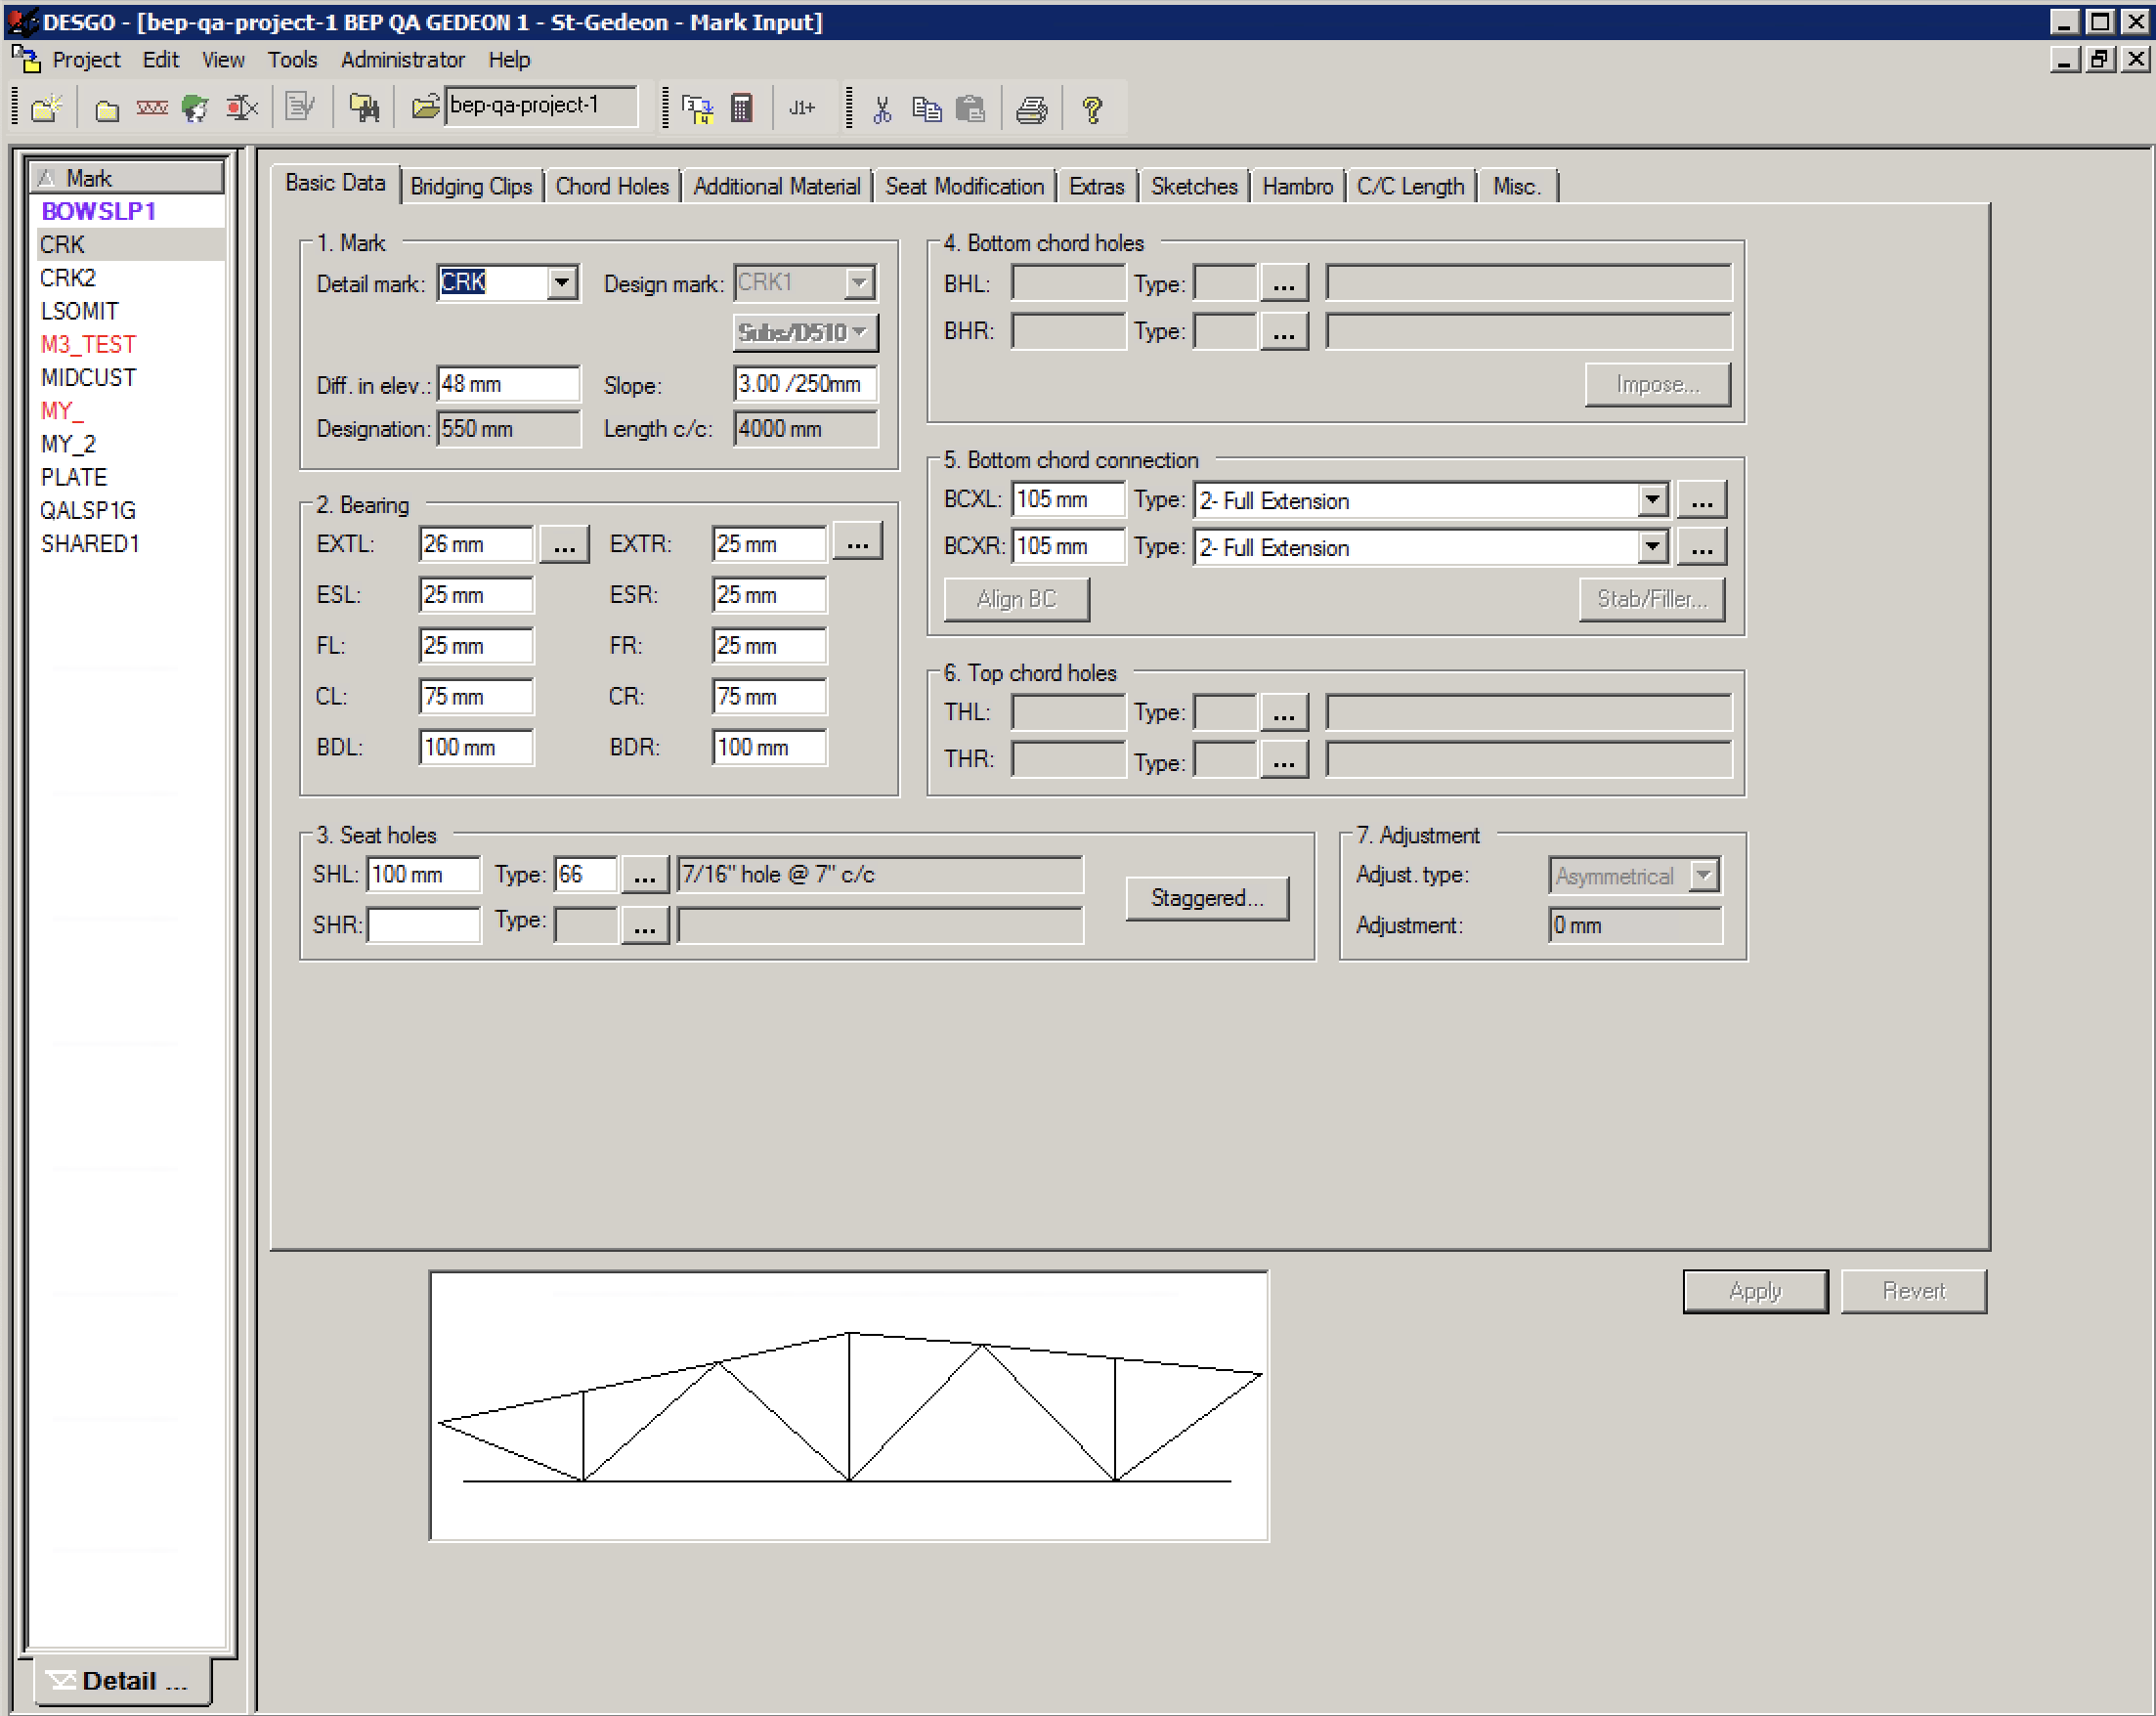 DESGO - [bep-qa-project-1 BEP QA GEDEON 1 - St-Gedeon - Mark Input]
Project Edit View Tools Administrator Help
bep-qa-project-1 J1+
Mark
BOWSLP1
CRK
CRK2
LSOMIT
M3_TEST
MIDCUST
MY_
MY_2
PLATE
QALSP1G
SHARED1
Detail ...
Basic Data Bridging Clips Chord Holes Additional Material Seat Modification Extras Sketches Hambro C/C Length Misc.
1. Mark
Detail mark: CRK Design mark: CRK1
Subs/D510
Diff. in elev.: 48 mm Slope: 3.00 /250mm
Designation: 550 mm Length c/c: 4000 mm
2. Bearing
EXTL: 26 mm ... EXTR: 25 mm ...
ESL: 25 mm ESR: 25 mm
FL: 25 mm FR: 25 mm
CL: 75 mm CR: 75 mm
BDL: 100 mm BDR: 100 mm
3. Seat holes
SHL: 100 mm Type: 66 ... 7/16" hole @ 7" c/c
SHR: Type: ...
Staggered...
4. Bottom chord holes
BHL: Type: ...
BHR: Type: ...
Impose...
5. Bottom chord connection
BCXL: 105 mm Type: 2- Full Extension ...
BCXR: 105 mm Type: 2- Full Extension ...
Align BC Stab/Filler...
6. Top chord holes
THL: Type: ...
THR: Type: ...
7. Adjustment
Adjust. type: Asymmetrical
Adjustment: 0 mm
Apply Revert